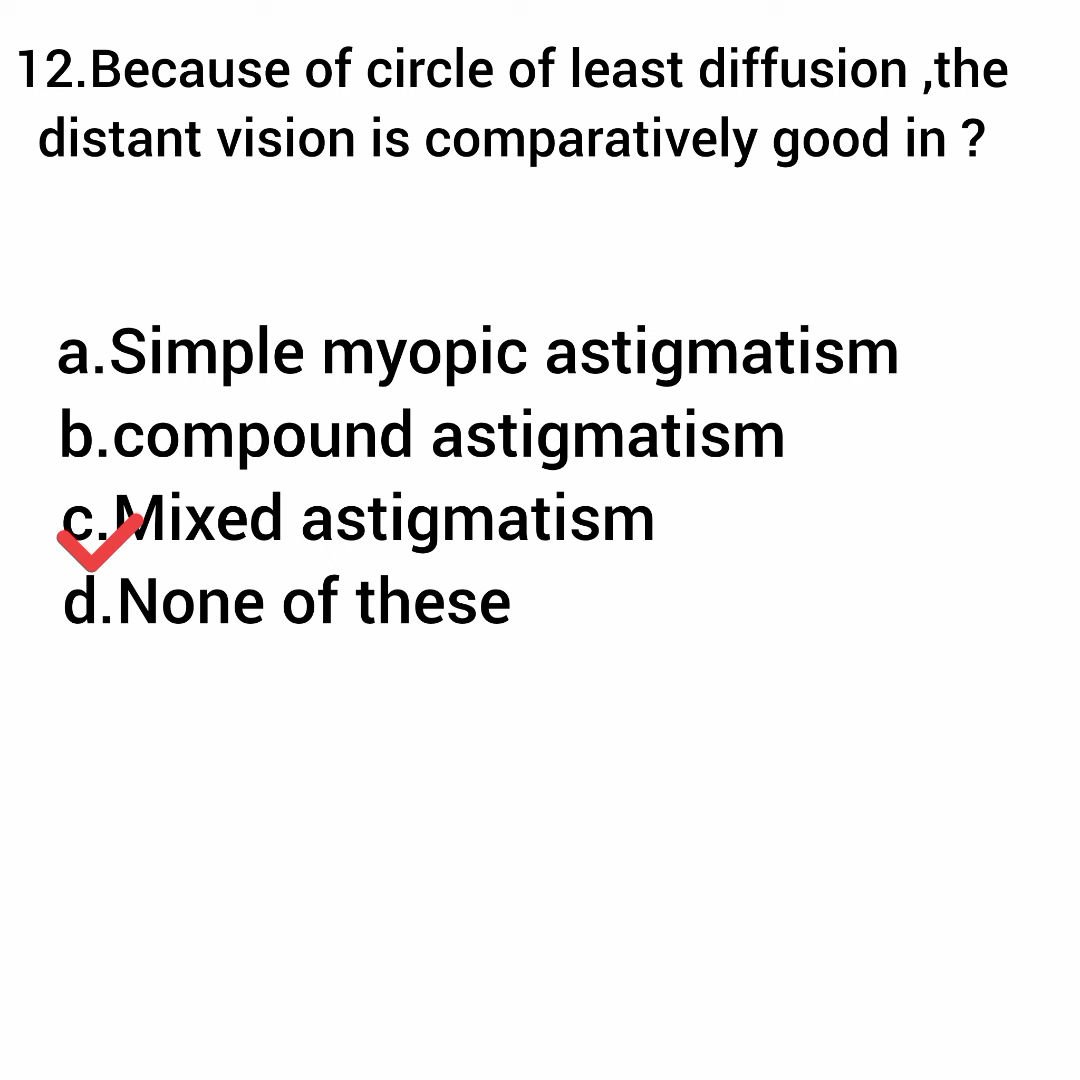 12.Because of circle of least diffusion ,the
distant vision is comparatively good in ?
a.Simple myopic astigmatism
b.compound astigmatism
c.Mixed astigmatism
d.None of these